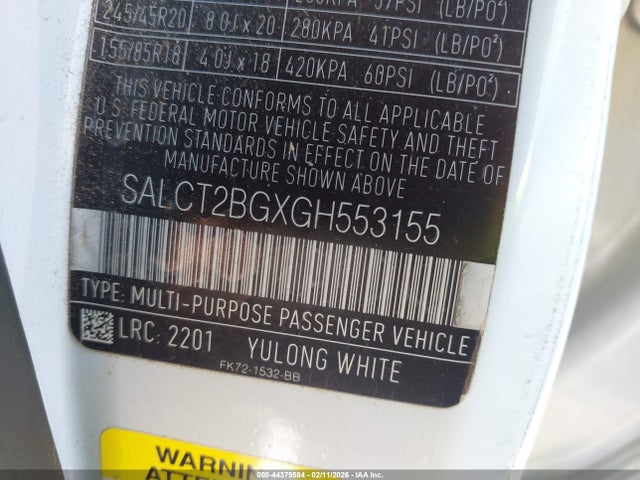 245/45R20 8.0J x 20 280KPA 41PSI (LB/PO²)
155/85R18 4.0J x 18 420KPA 60PSI (LB/PO²)
THIS VEHICLE CONFORMS TO ALL APPLICABLE
U.S. FEDERAL MOTOR VEHICLE SAFETY AND THEFT
PREVENTION STANDARDS IN EFFECT ON THE DATE OF
MANUFACTURE SHOWN ABOVE
SALCT2BGXGH553155
TYPE: MULTI-PURPOSE PASSENGER VEHICLE
LRC: 2201 YULONG WHITE
FK72-1532-BB
WARNING
000-44379584 - 02/11/2026 - COPYRIGHT IAA, LLC.